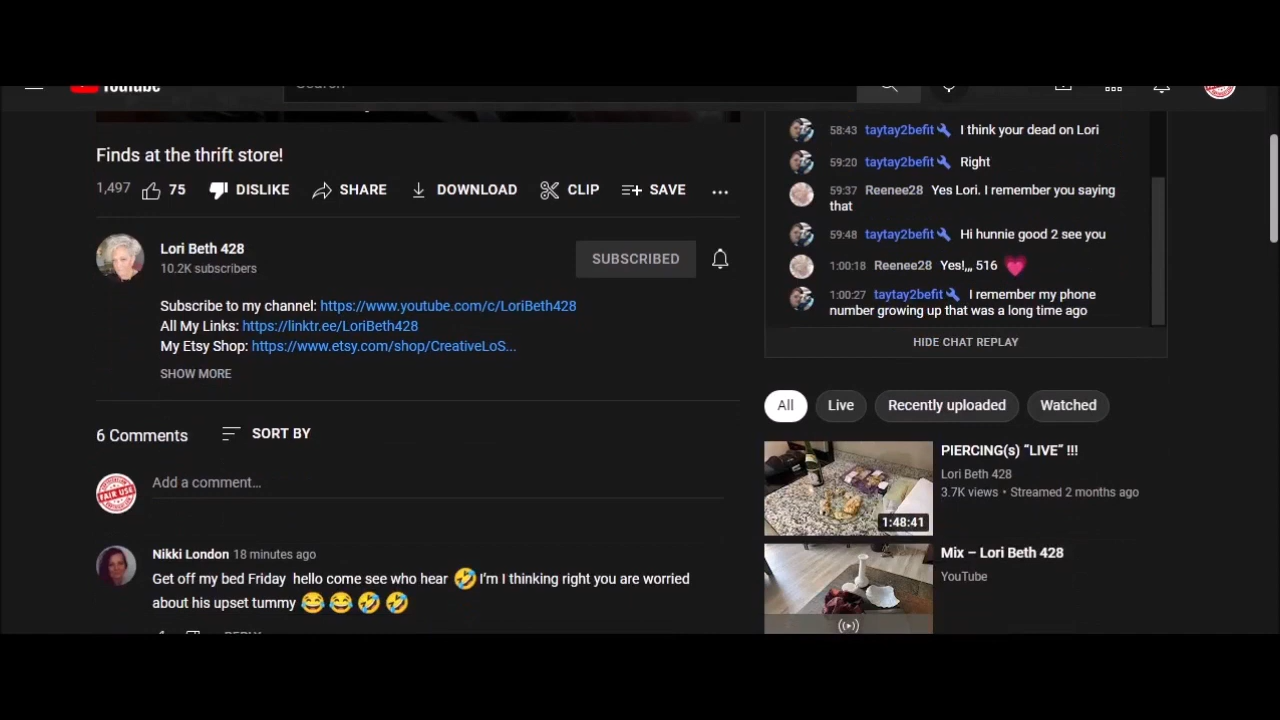 YouTube
Search
Finds at the thrift store!
1,497 75 DISLIKE SHARE DOWNLOAD CLIP SAVE ...
Lori Beth 428
10.2K subscribers
SUBSCRIBED
Subscribe to my channel: https://www.youtube.com/c/LoriBeth428
All My Links: https://linktr.ee/LoriBeth428
My Etsy Shop: https://www.etsy.com/shop/CreativeLoS...
SHOW MORE
6 Comments SORT BY
FAIR USE
Add a comment...
Nikki London 18 minutes ago
Get off my bed Friday hello come see who hear 🤣 I'm I thinking right you are worried
about his upset tummy 😂 😂 🤣 🤣
REPLY
58:43 taytay2befit I think your dead on Lori
59:20 taytay2befit Right
59:37 Reenee28 Yes Lori. I remember you saying
that
59:48 taytay2befit Hi hunnie good 2 see you
1:00:18 Reenee28 Yes!,,, 516 💗
1:00:27 taytay2befit I remember my phone
number growing up that was a long time ago
HIDE CHAT REPLAY
All Live Recently uploaded Watched
1:48:41
PIERCING(s) “LIVE” !!!
Lori Beth 428
3.7K views • Streamed 2 months ago
Mix – Lori Beth 428
YouTube